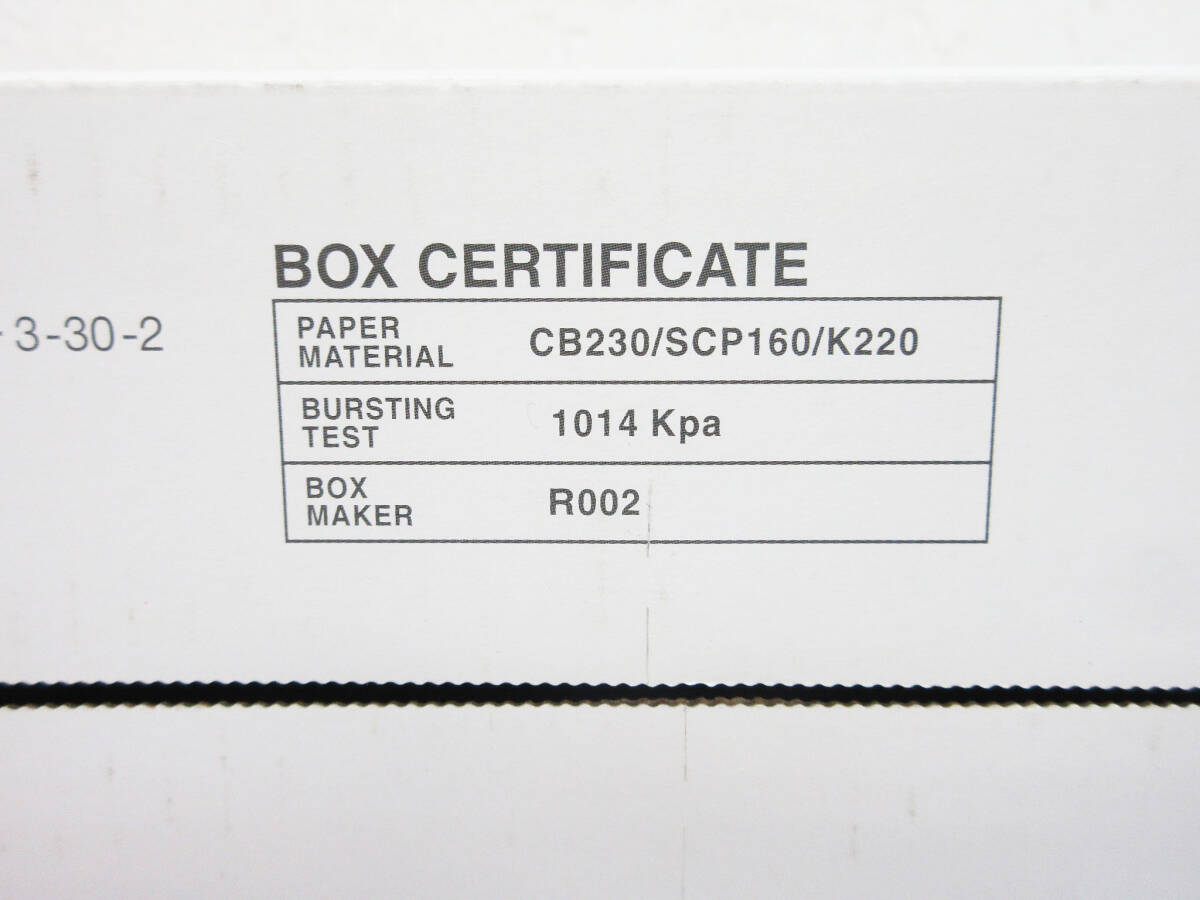 BOX CERTIFICATE
3-30-2
PAPER MATERIAL CB230/SCP160/K220
BURSTING TEST 1014 Kpa
BOX MAKER R002